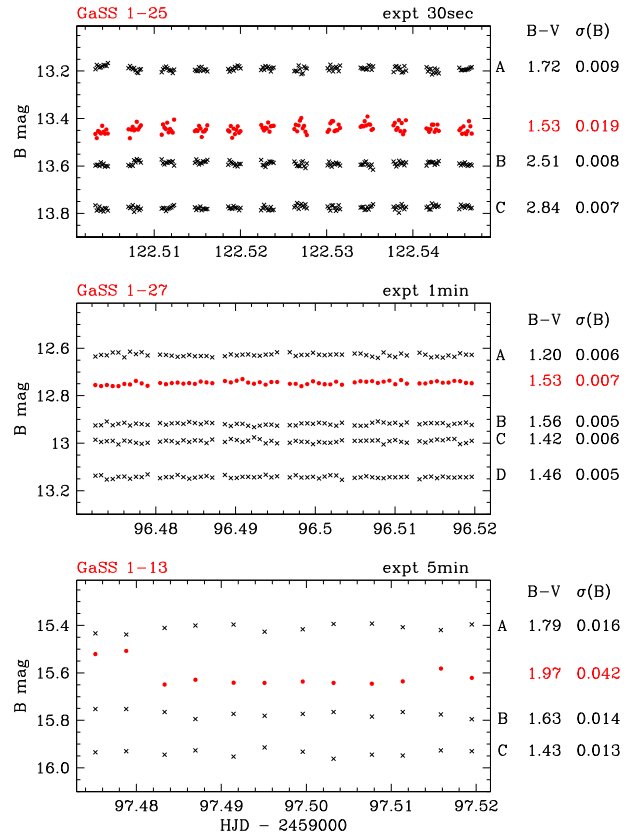 GaSS 1-25 expt 30sec
B-V σ(B)
13.2 A 1.72 0.009
13.4 1.53 0.019
13.6 B 2.51 0.008
13.8 C 2.84 0.007
B mag
122.51 122.52 122.53 122.54
GaSS 1-27 expt 1min
B-V σ(B)
12.6 A 1.20 0.006
12.8 1.53 0.007
B 1.56 0.005
13 C 1.42 0.006
13.2 D 1.46 0.005
B mag
96.48 96.49 96.5 96.51 96.52
GaSS 1-13 expt 5min
B-V σ(B)
15.4 A 1.79 0.016
15.6 1.97 0.042
15.8 B 1.63 0.014
C 1.43 0.013
16.0
B mag
97.48 97.49 97.50 97.51 97.52
HJD - 2459000